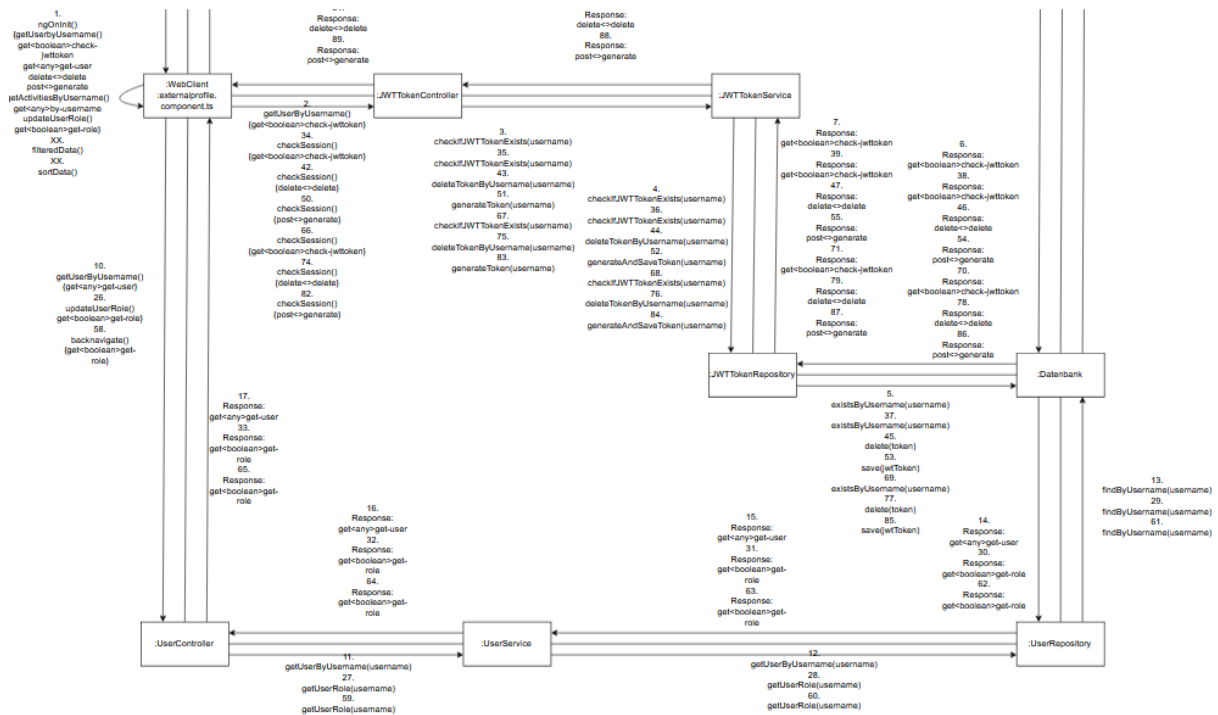 1.
ngOnInit()
{getUserbyUsername()
get<boolean>check-
jwttoken
get<any>get-user
delete<>delete
post<>generate
getActivitiesByUsername()
get<any>by-username
updateUserRole()
get<boolean>get-role}
XX.
filteredData()
XX.
sortData()
Response:
delete<>delete
89.
Response:
post<>generate
Response:
delete<>delete
88.
Response:
post<>generate
:WebClient
:externalprofile.
component.ts
:JWTTokenController
:JWTTokenService
2.
getUserByUsername()
{get<boolean>check-jwttoken}
34.
checkSession()
{get<boolean>check-jwttoken}
42.
checkSession()
{delete<>delete}
50.
checkSession()
{post<>generate}
66.
checkSession()
{get<boolean>check-jwttoken}
74.
checkSession()
{delete<>delete}
82.
checkSession()
{post<>generate}
3.
checkIfJWTTokenExists(username)
35.
checkIfJWTTokenExists(username)
43.
deleteTokenByUsername(username)
51.
generateToken(username)
67.
checkIfJWTTokenExists(username)
75.
deleteTokenByUsername(username)
83.
generateToken(username)
4.
checkIfJWTTokenExists(username)
36.
checkIfJWTTokenExists(username)
44.
deleteTokenByUsername(username)
52.
generateAndSaveToken(username)
68.
checkIfJWTTokenExists(username)
76.
deleteTokenByUsername(username)
84.
generateAndSaveToken(username)
7.
Response:
get<boolean>check-jwttoken
39.
Response:
get<boolean>check-jwttoken
47.
Response:
delete<>delete
55.
Response:
post<>generate
71.
Response:
get<boolean>check-jwttoken
79.
Response:
delete<>delete
87.
Response:
post<>generate
6.
Response:
get<boolean>check-jwttoken
38.
Response:
get<boolean>check-jwttoken
46.
Response:
delete<>delete
54.
Response:
post<>generate
70.
Response:
get<boolean>check-jwttoken
78.
Response:
delete<>delete
86.
Response:
post<>generate
10.
getUserByUsername()
{get<any>get-user}
26.
updateUserRole()
get<boolean>get-role}
58.
backnavigate()
{get<boolean>get-
role}
:JWTTokenRepository
:Datenbank
5.
existsByUsername(username)
37.
existsByUsername(username)
45.
delete(token)
53.
save(jwtToken)
69.
existsByUsername(username)
77.
delete(token)
85.
save(jwtToken)
17.
Response:
get<any>get-user
33.
Response:
get<boolean>get-
role
65.
Response:
get<boolean>get-
role
13.
findByUsername(username)
29.
findByUsername(username)
61.
findByUsername(username)
16.
Response:
get<any>get-user
32.
Response:
get<boolean>get-
role
64.
Response:
get<boolean>get-
role
15.
Response:
get<any>get-user
31.
Response:
get<boolean>get-
role
63.
Response:
get<boolean>get-
role
14.
Response:
get<any>get-user
30.
Response:
get<boolean>get-role
62.
Response:
get<boolean>get-role
:UserController
:UserService
:UserRepository
11.
getUserByUsername(username)
27.
getUserRole(username)
59.
getUserRole(username)
12.
getUserByUsername(username)
28.
getUserRole(username)
60.
getUserRole(username)